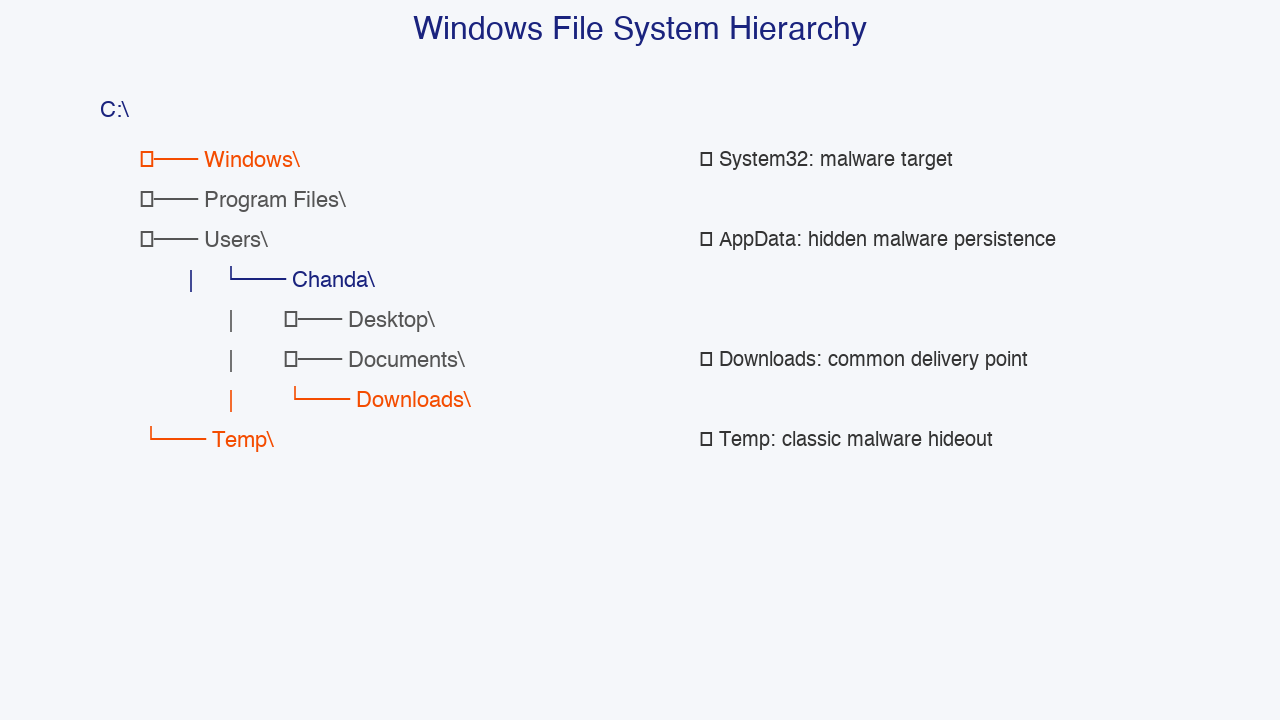 Windows File System Hierarchy
C:\
□── Windows\ □ System32: malware target
□── Program Files\
□── Users\ □ AppData: hidden malware persistence
│ └── Chanda\
│ □── Desktop\
│ □── Documents\ □ Downloads: common delivery point
│ └── Downloads\
└── Temp\ □ Temp: classic malware hideout